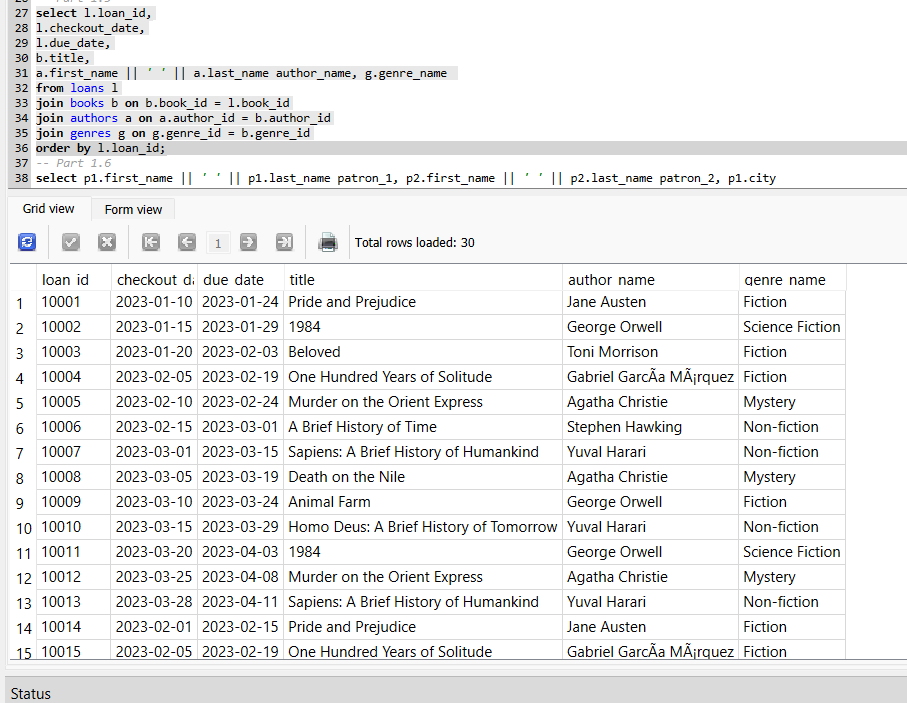 27 select l.loan_id,
28 l.checkout_date,
29 l.due_date,
30 b.title,
31 a.first_name || ' ' || a.last_name author_name, g.genre_name
32 from loans l
33 join books b on b.book_id = l.book_id
34 join authors a on a.author_id = b.author_id
35 join genres g on g.genre_id = b.genre_id
36 order by l.loan_id;
37 -- Part 1.6
38 select p1.first_name || ' ' || p1.last_name patron_1, p2.first_name || ' ' || p2.last_name patron_2, p1.city
Grid view Form view
1 Total rows loaded: 30
loan_id checkout_da due_date title author_name genre_name
1 10001 2023-01-10 2023-01-24 Pride and Prejudice Jane Austen Fiction
2 10002 2023-01-15 2023-01-29 1984 George Orwell Science Fiction
3 10003 2023-01-20 2023-02-03 Beloved Toni Morrison Fiction
4 10004 2023-02-05 2023-02-19 One Hundred Years of Solitude Gabriel GarcÃa MÃ¡rquez Fiction
5 10005 2023-02-10 2023-02-24 Murder on the Orient Express Agatha Christie Mystery
6 10006 2023-02-15 2023-03-01 A Brief History of Time Stephen Hawking Non-fiction
7 10007 2023-03-01 2023-03-15 Sapiens: A Brief History of Humankind Yuval Harari Non-fiction
8 10008 2023-03-05 2023-03-19 Death on the Nile Agatha Christie Mystery
9 10009 2023-03-10 2023-03-24 Animal Farm George Orwell Fiction
10 10010 2023-03-15 2023-03-29 Homo Deus: A Brief History of Tomorrow Yuval Harari Non-fiction
11 10011 2023-03-20 2023-04-03 1984 George Orwell Science Fiction
12 10012 2023-03-25 2023-04-08 Murder on the Orient Express Agatha Christie Mystery
13 10013 2023-03-28 2023-04-11 Sapiens: A Brief History of Humankind Yuval Harari Non-fiction
14 10014 2023-02-01 2023-02-15 Pride and Prejudice Jane Austen Fiction
15 10015 2023-02-05 2023-02-19 One Hundred Years of Solitude Gabriel GarcÃa MÃ¡rquez Fiction
Status